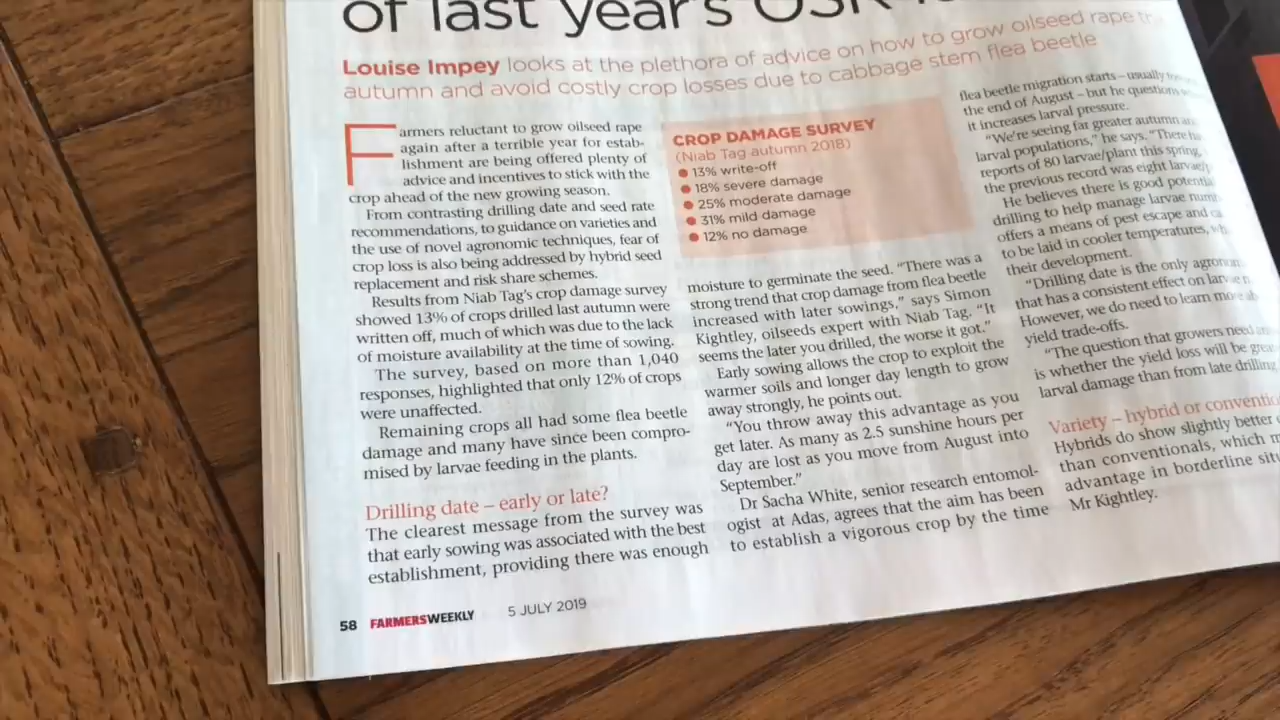 of last year's OSR
Louise Impey looks at the plethora of advice on how to grow oilseed rape
autumn and avoid costly crop losses due to cabbage stem flea beetle
Farmers reluctant to grow oilseed rape
again after a terrible year for estab-
lishment are being offered plenty of
advice and incentives to stick with the
crop ahead of the new growing season.
From contrasting drilling date and seed rate
recommendations, to guidance on varieties and
the use of novel agronomic techniques, fear of
crop loss is also being addressed by hybrid seed
replacement and risk share schemes.
Results from Niab Tag's crop damage survey
showed 13% of crops drilled last autumn were
written off, much of which was due to the lack
of moisture availability at the time of sowing.
The survey, based on more than 1,040
responses, highlighted that only 12% of crops
were unaffected.
Remaining crops all had some flea beetle
damage and many have since been compro-
mised by larvae feeding in the plants.
Drilling date – early or late?
The clearest message from the survey was
that early sowing was associated with the best
establishment, providing there was enough
CROP DAMAGE SURVEY
(Niab Tag autumn 2018)
● 13% write-off
● 18% severe damage
● 25% moderate damage
● 31% mild damage
● 12% no damage
moisture to germinate the seed. "There was a
strong trend that crop damage from flea beetle
increased with later sowings," says Simon
Kightley, oilseeds expert with Niab Tag. "It
seems the later you drilled, the worse it got."
Early sowing allows the crop to exploit the
warmer soils and longer day length to grow
away strongly, he points out.
"You throw away this advantage as you
get later. As many as 2.5 sunshine hours per
day are lost as you move from August into
September."
Dr Sacha White, senior research entomol-
ogist at Adas, agrees that the aim has been
to establish a vigorous crop by the time
flea beetle migration starts – usually
the end of August – but he questions
it increases larval pressure.
"We're seeing far greater autumn
larval populations," he says. "There
reports of 80 larvae/plant this spring,
the previous record was eight
He believes there is good
drilling to help manage larvae
offers a means of pest escape and
to be laid in cooler temperatures,
their development.
"Drilling date is the only
that has a consistent effect on
However, we do need to learn
yield trade-offs.
"The question that growers need
is whether the yield loss will be
larval damage than from late drilling
Variety – hybrid or
Hybrids do show slightly better
than conventionals, which
advantage in borderline
Mr Kightley.
58 FARMERSWEEKLY 5 JULY 2019